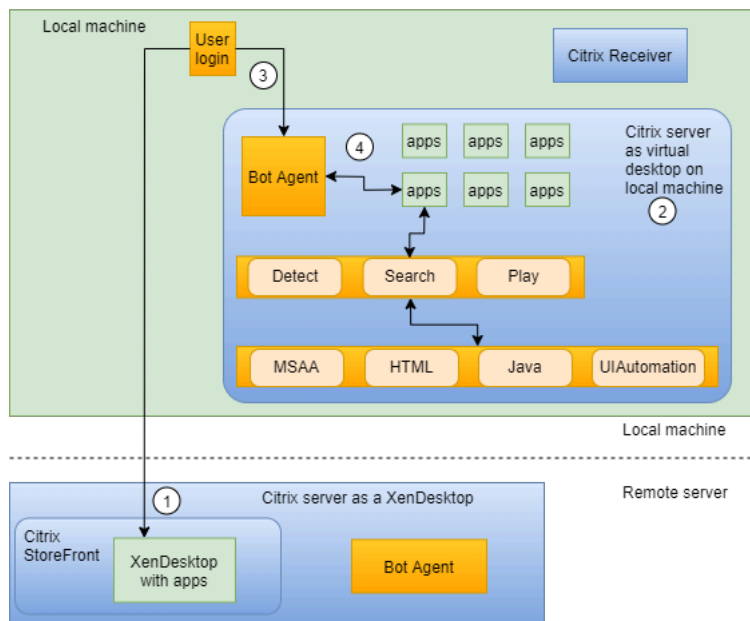 Local machine
User
login
Citrix Receiver
3
4
Bot Agent
apps
apps
apps
apps
apps
apps
Citrix server
as virtual
desktop on
local machine
2
Detect
Search
Play
MSAA
HTML
Java
UIAutomation
Local machine
Remote server
1
Citrix server as a XenDesktop
Citrix
StoreFront
XenDesktop
with apps
Bot Agent